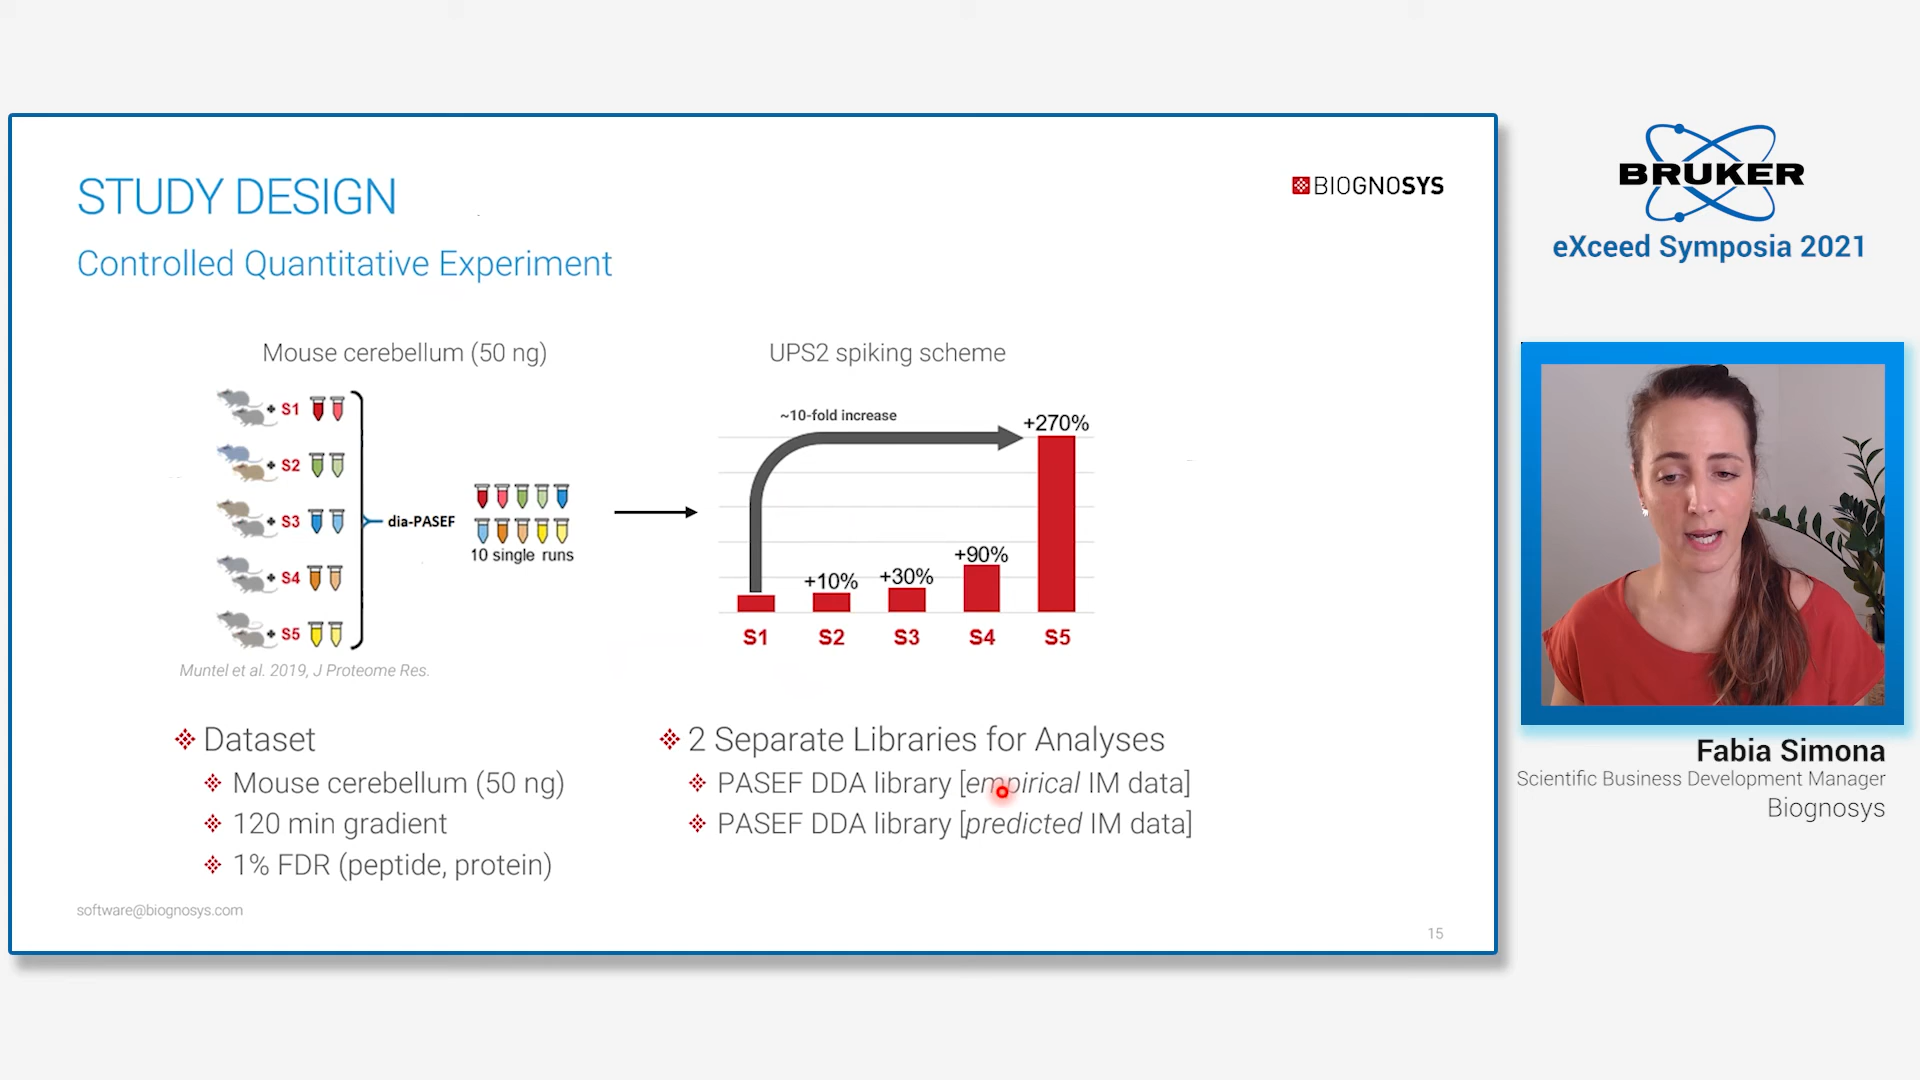 STUDY DESIGN
BIOGNOSYS
Controlled Quantitative Experiment
Mouse cerebellum (50 ng)
+ S1
+ S2
+ S3
+ S4
+ S5
dia-PASEF
10 single runs
Muntel et al. 2019, J Proteome Res.
UPS2 spiking scheme
~10-fold increase
+10%
+30%
+90%
+270%
S1 S2 S3 S4 S5
Dataset
Mouse cerebellum (50 ng)
120 min gradient
1% FDR (peptide, protein)
2 Separate Libraries for Analyses
PASEF DDA library [empirical IM data]
PASEF DDA library [predicted IM data]
software@biognosys.com
15
BRUKER
eXceed Symposia 2021
Fabia Simona
Scientific Business Development Manager
Biognosys